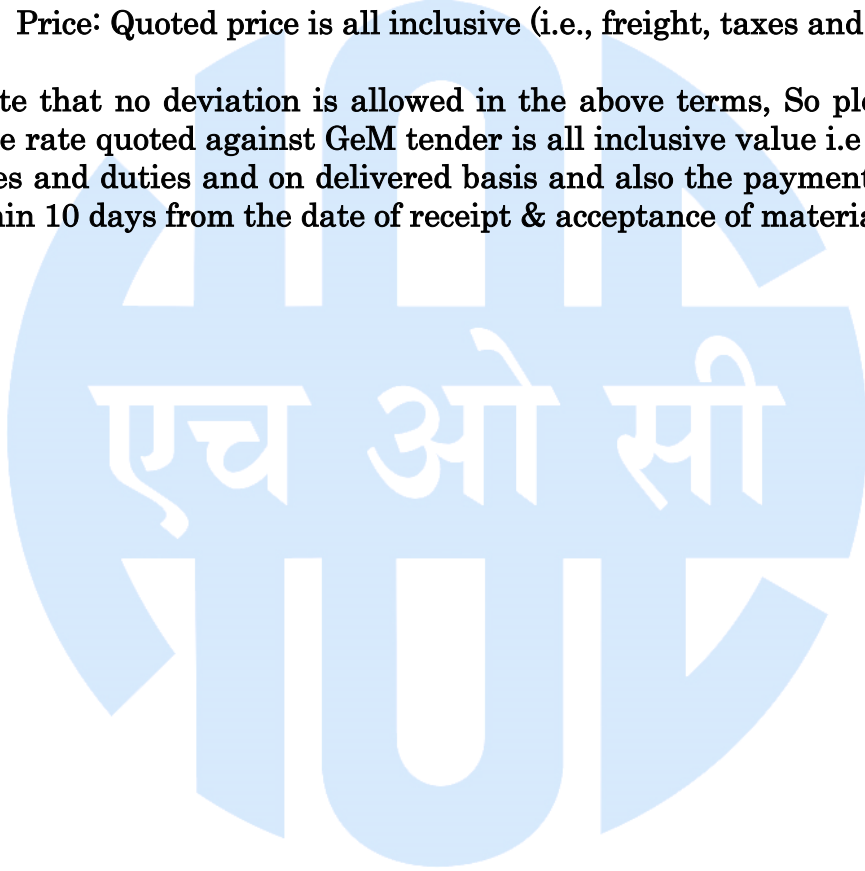 Price: Quoted price is all inclusive (i.e., freight, taxes and
te that no deviation is allowed in the above terms, So
e rate quoted against GeM tender is all inclusive value i.e
es and duties and on delivered basis and also the payment
in 10 days from the date of receipt & acceptance of
एच ओ सी